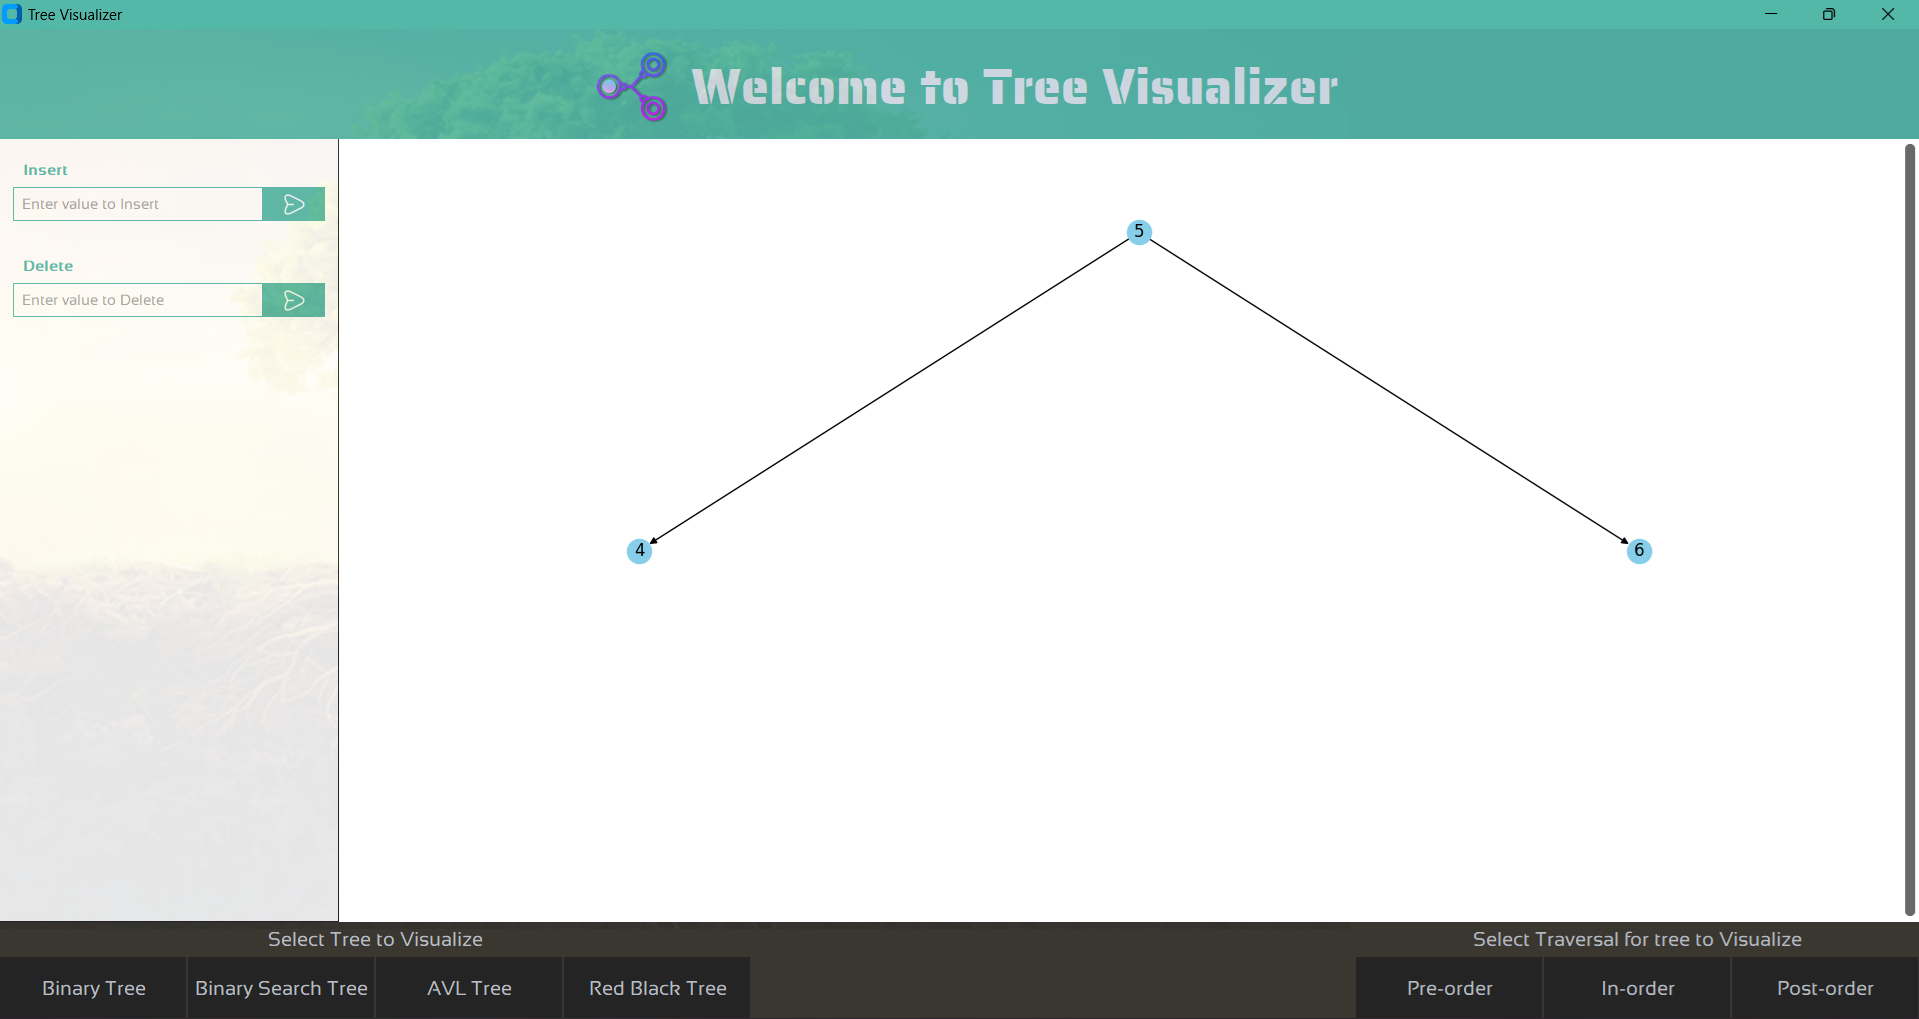 Tree Visualizer
Welcome to Tree Visualizer
Insert
Enter value to Insert
Delete
Enter value to Delete
5
4
6
Select Tree to Visualize
Binary Tree
Binary Search Tree
AVL Tree
Red Black Tree
Select Traversal for tree to Visualize
Pre-order
In-order
Post-order